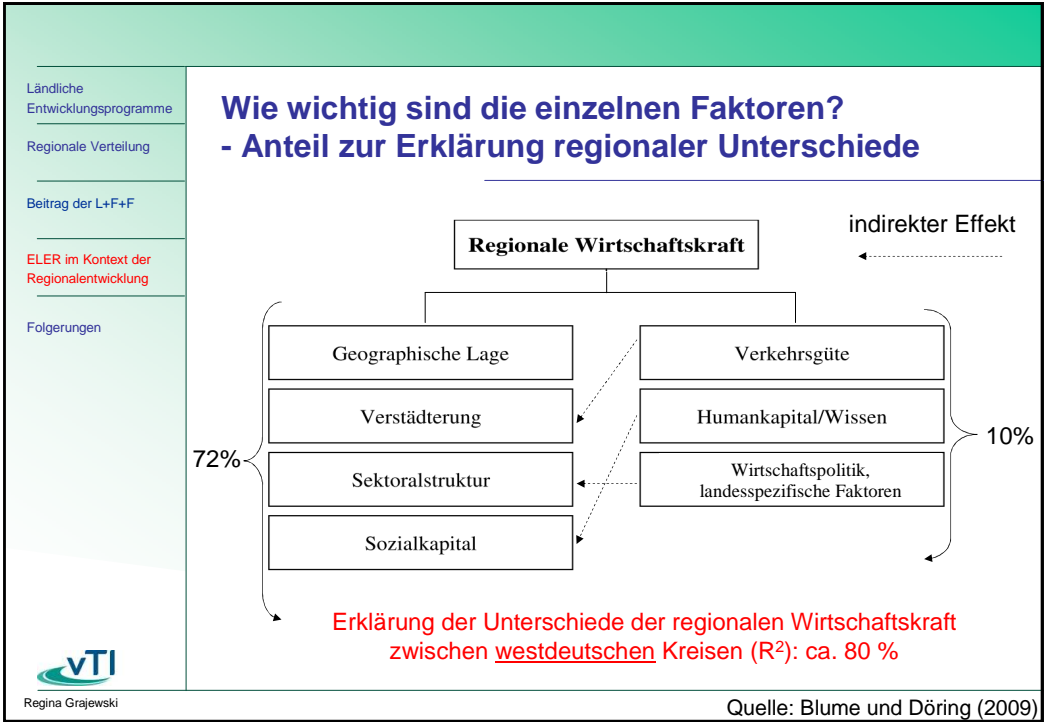 Ländliche
Entwicklungsprogramme
Regionale Verteilung
Beitrag der L+F+F
ELER im Kontext der
Regionalentwicklung
Folgerungen
Wie wichtig sind die einzelnen Faktoren?
- Anteil zur Erklärung regionaler Unterschiede
indirekter Effekt
Regionale Wirtschaftskraft
Geographische Lage
Verstädterung
Sektoralstruktur
Sozialkapital
72%
Verkehrsgüte
Humankapital/Wissen
Wirtschaftspolitik,
landesspezifische Faktoren
10%
Erklärung der Unterschiede der regionalen Wirtschaftskraft
zwischen westdeutschen Kreisen (R²): ca. 80 %
vTI
Regina Grajewski
Quelle: Blume und Döring (2009)